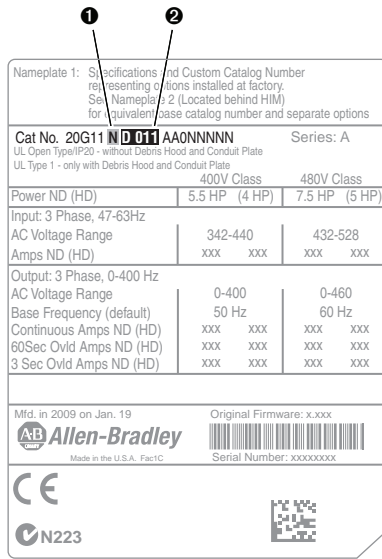 ❶ ❷
Nameplate 1: Specifications and Custom Catalog Number
representing options installed at factory.
See Nameplate 2 (Located behind HIM)
for equivalent base catalog number and separate options
Cat No. 20G11 N D 011 AA0NNNNN Series: A
UL Open Type/IP20 - without Debris Hood and Conduit Plate
UL Type 1 - only with Debris Hood and Conduit Plate
400V Class 480V Class
Power ND (HD) 5.5 HP (4 HP) 7.5 HP (5 HP)
Input: 3 Phase, 47-63Hz
AC Voltage Range 342-440 432-528
Amps ND (HD) xxx xxx xxx xxx
Output: 3 Phase, 0-400 Hz
AC Voltage Range 0-400 0-460
Base Frequency (default) 50 Hz 60 Hz
Continuous Amps ND (HD) xxx xxx xxx xxx
60Sec Ovld Amps ND (HD) xxx xxx xxx xxx
3 Sec Ovld Amps ND (HD) xxx xxx xxx xxx
Mfd. in 2009 on Jan. 19 Original Firmware: x.xxx
AB Allen-Bradley
Made in the U.S.A. Fac1C Serial Number: xxxxxxxx
CE
N223